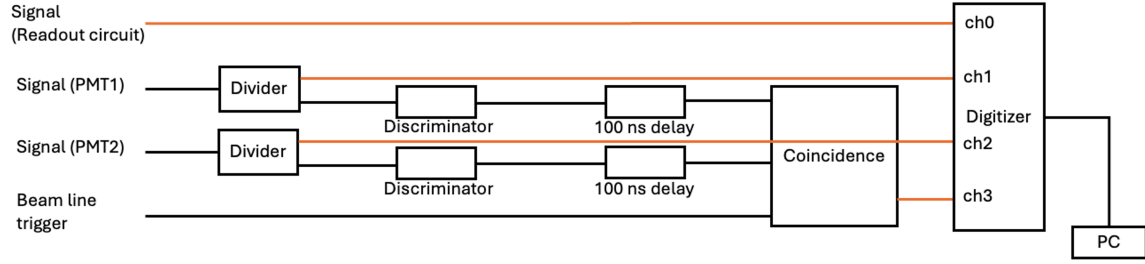 Signal
(Readout circuit)
ch0
Signal (PMT1)
Divider
ch1
Discriminator
100 ns delay
Digitizer
Signal (PMT2)
Divider
ch2
Coincidence
Discriminator
100 ns delay
Beam line
trigger
ch3
PC